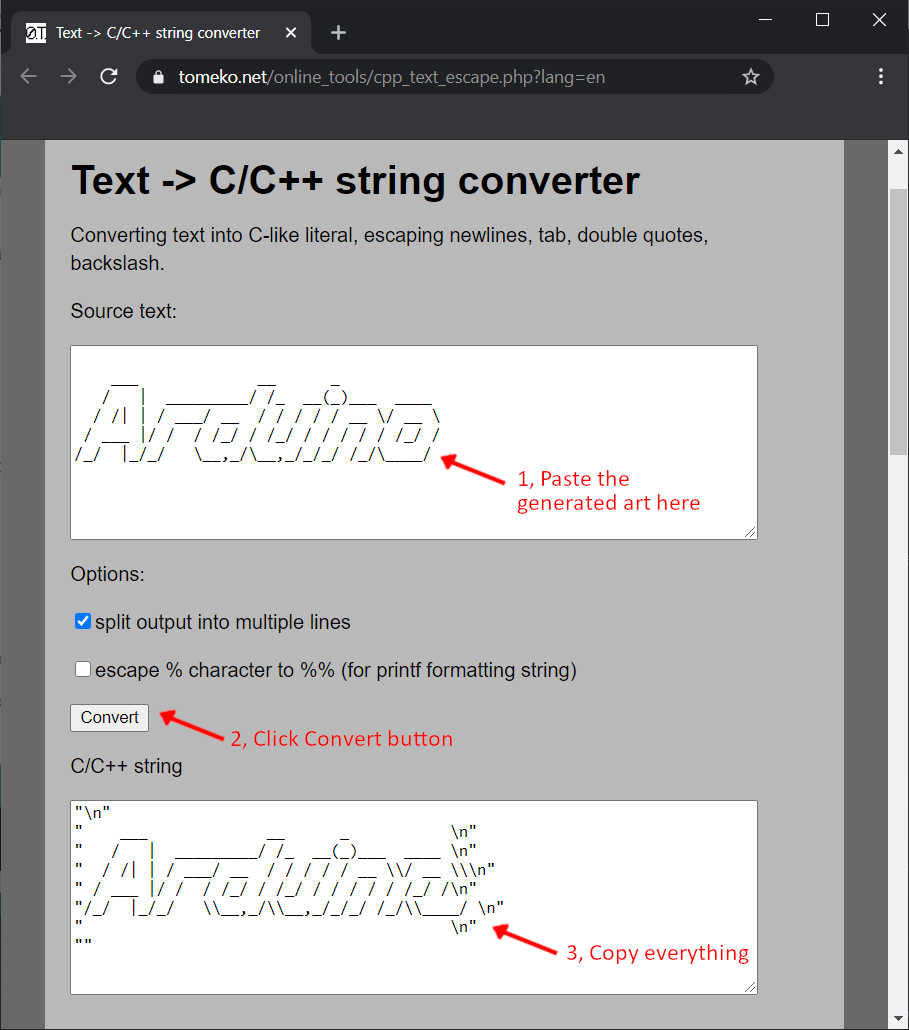 Text -> C/C++ string converter
tomeko.net/online_tools/cpp_text_escape.php?lang=en
Text -> C/C++ string converter
Converting text into C-like literal, escaping newlines, tab, double quotes,
backslash.
Source text:
    ___             __      _
   /   |  _________/ /_  __(_)___  ____
  / /| | / ___/ __  / / / / / __ \/ __ \
 / ___ |/ /  / /_/ / /_/ / / / / / /_/ /
/_/  |_/_/   \__,_/\__,_/_/_/ /_/\____/
1, Paste the
generated art here
Options:
split output into multiple lines
escape % character to %% (for printf formatting string)
Convert
2, Click Convert button
C/C++ string
"\n"
"    ___             __      _           \n"
"   /   |  _________/ /_  __(_)___  ____ \n"
"  / /| | / ___/ __  / / / / / __ \\/ __ \\\n"
" / ___ |/ /  / /_/ / /_/ / / / / / /_/ /\n"
"/_/  |_/_/   \\__,_/\\__,_/_/_/ /_/\\____/ \n"
"                                        \n"
""
3, Copy everything